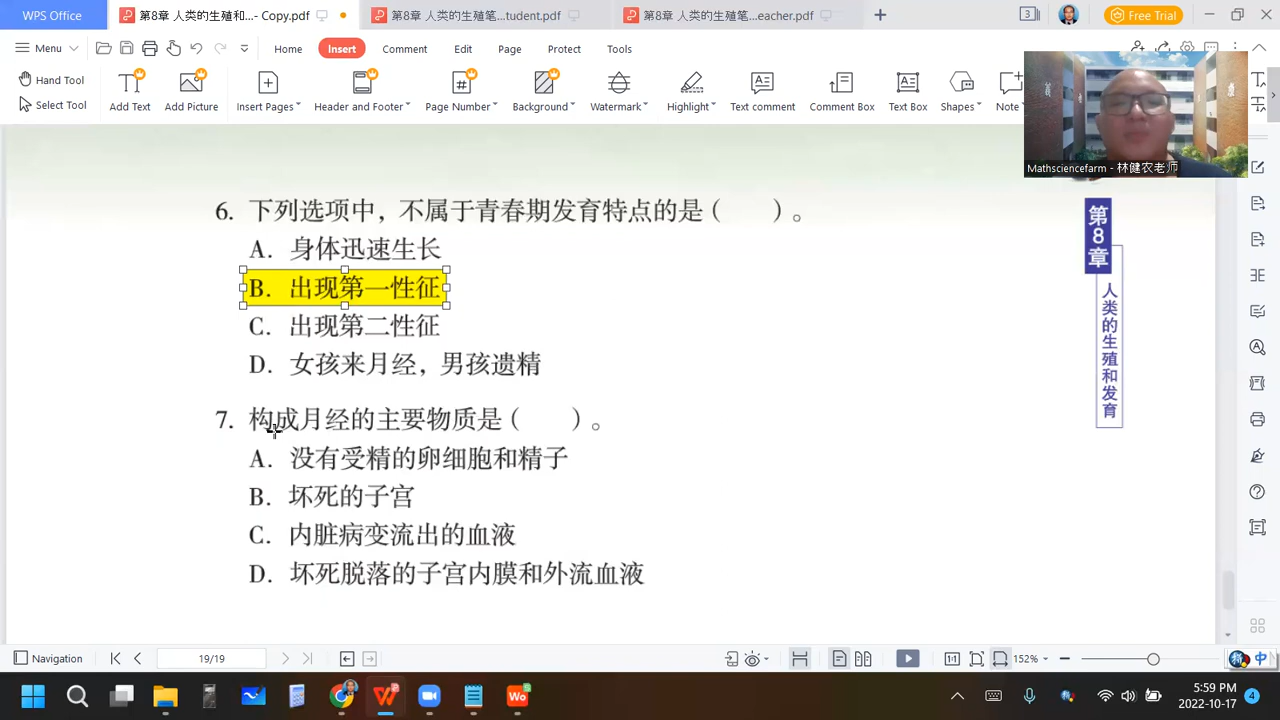 WPS Office
第8章 人类的生殖和...- Copy.pdf
第8章 人类的生殖笔...tudent.pdf
第8章 人类的生殖笔...eacher.pdf
3
Free Trial
Menu
Home
Insert
Comment
Edit
Page
Protect
Tools
Hand Tool
Select Tool
Add Text
Add Picture
Insert Pages
Header and Footer
Page Number
Background
Watermark
Highlight
Text comment
Comment Box
Text Box
Shapes
Note
Mathsciencefarm - 林健农老师
6. 下列选项中，不属于青春期发育特点的是（ ）。
A. 身体迅速生长
B. 出现第一性征
C. 出现第二性征
D. 女孩来月经，男孩遗精
7. 构成月经的主要物质是（ ）。
A. 没有受精的卵细胞和精子
B. 坏死的子宫
C. 内脏病变流出的血液
D. 坏死脱落的子宫内膜和外流血液
第8章
人类的生殖和发育
Navigation
19/19
152%
中
5:59 PM
2022-10-17
4